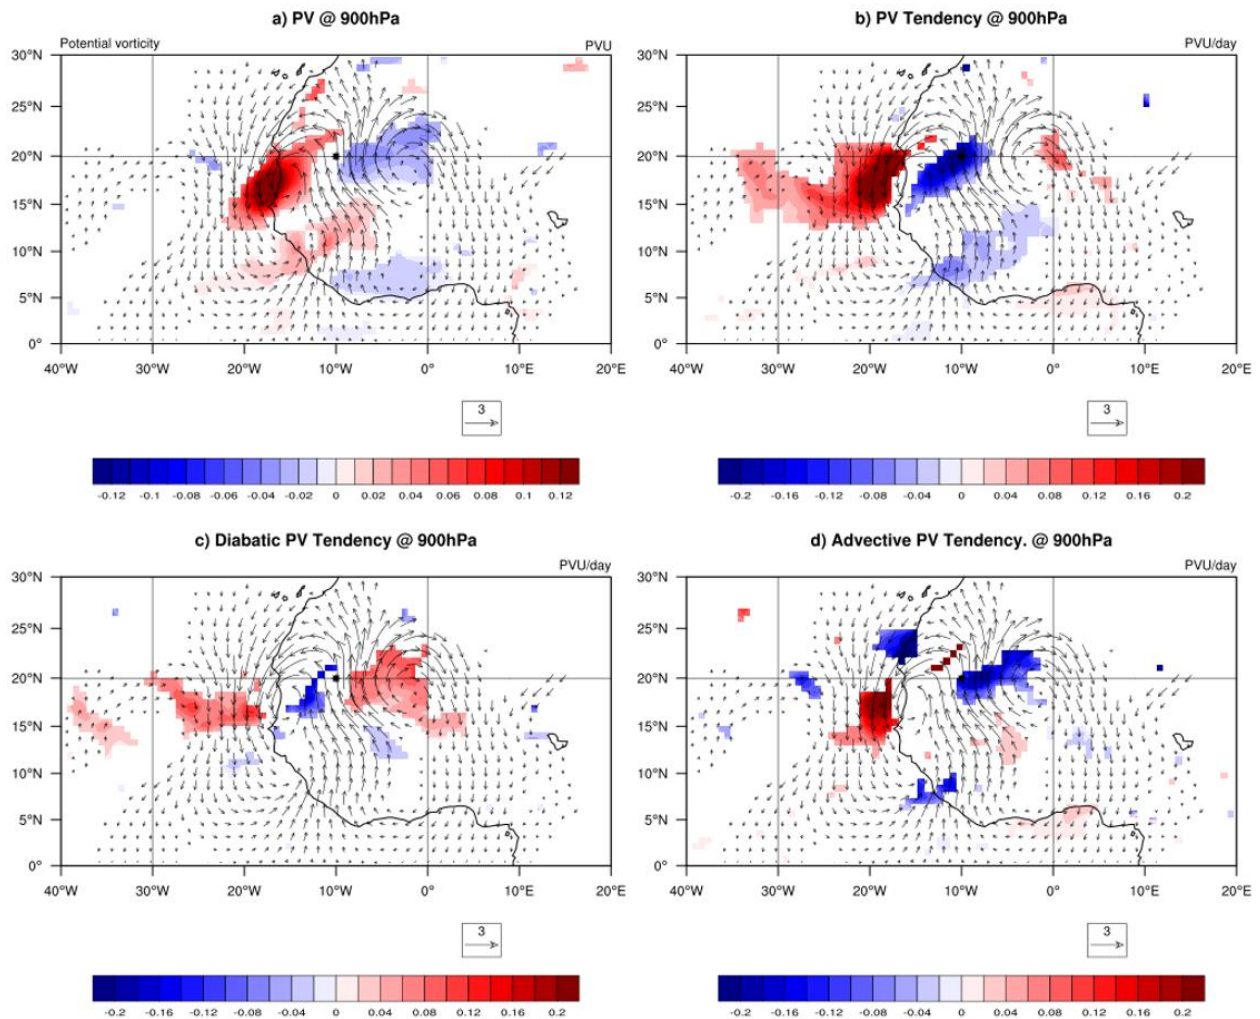 a) PV @ 900hPa
Potential vorticity PVU
30°N
25°N
20°N
15°N
10°N
5°N
0°
40°W 30°W 20°W 10°W 0° 10°E 20°E
3
-0.12 -0.1 -0.08 -0.06 -0.04 -0.02 0 0.02 0.04 0.06 0.08 0.1 0.12
b) PV Tendency @ 900hPa
PVU/day
30°N
25°N
20°N
15°N
10°N
5°N
0°
40°W 30°W 20°W 10°W 0° 10°E 20°E
3
-0.2 -0.16 -0.12 -0.08 -0.04 0 0.04 0.08 0.12 0.16 0.2
c) Diabatic PV Tendency @ 900hPa
PVU/day
30°N
25°N
20°N
15°N
10°N
5°N
0°
40°W 30°W 20°W 10°W 0° 10°E 20°E
3
-0.2 -0.16 -0.12 -0.08 -0.04 0 0.04 0.08 0.12 0.16 0.2
d) Advective PV Tendency. @ 900hPa
PVU/day
30°N
25°N
20°N
15°N
10°N
5°N
0°
40°W 30°W 20°W 10°W 0° 10°E 20°E
3
-0.2 -0.16 -0.12 -0.08 -0.04 0 0.04 0.08 0.12 0.16 0.2